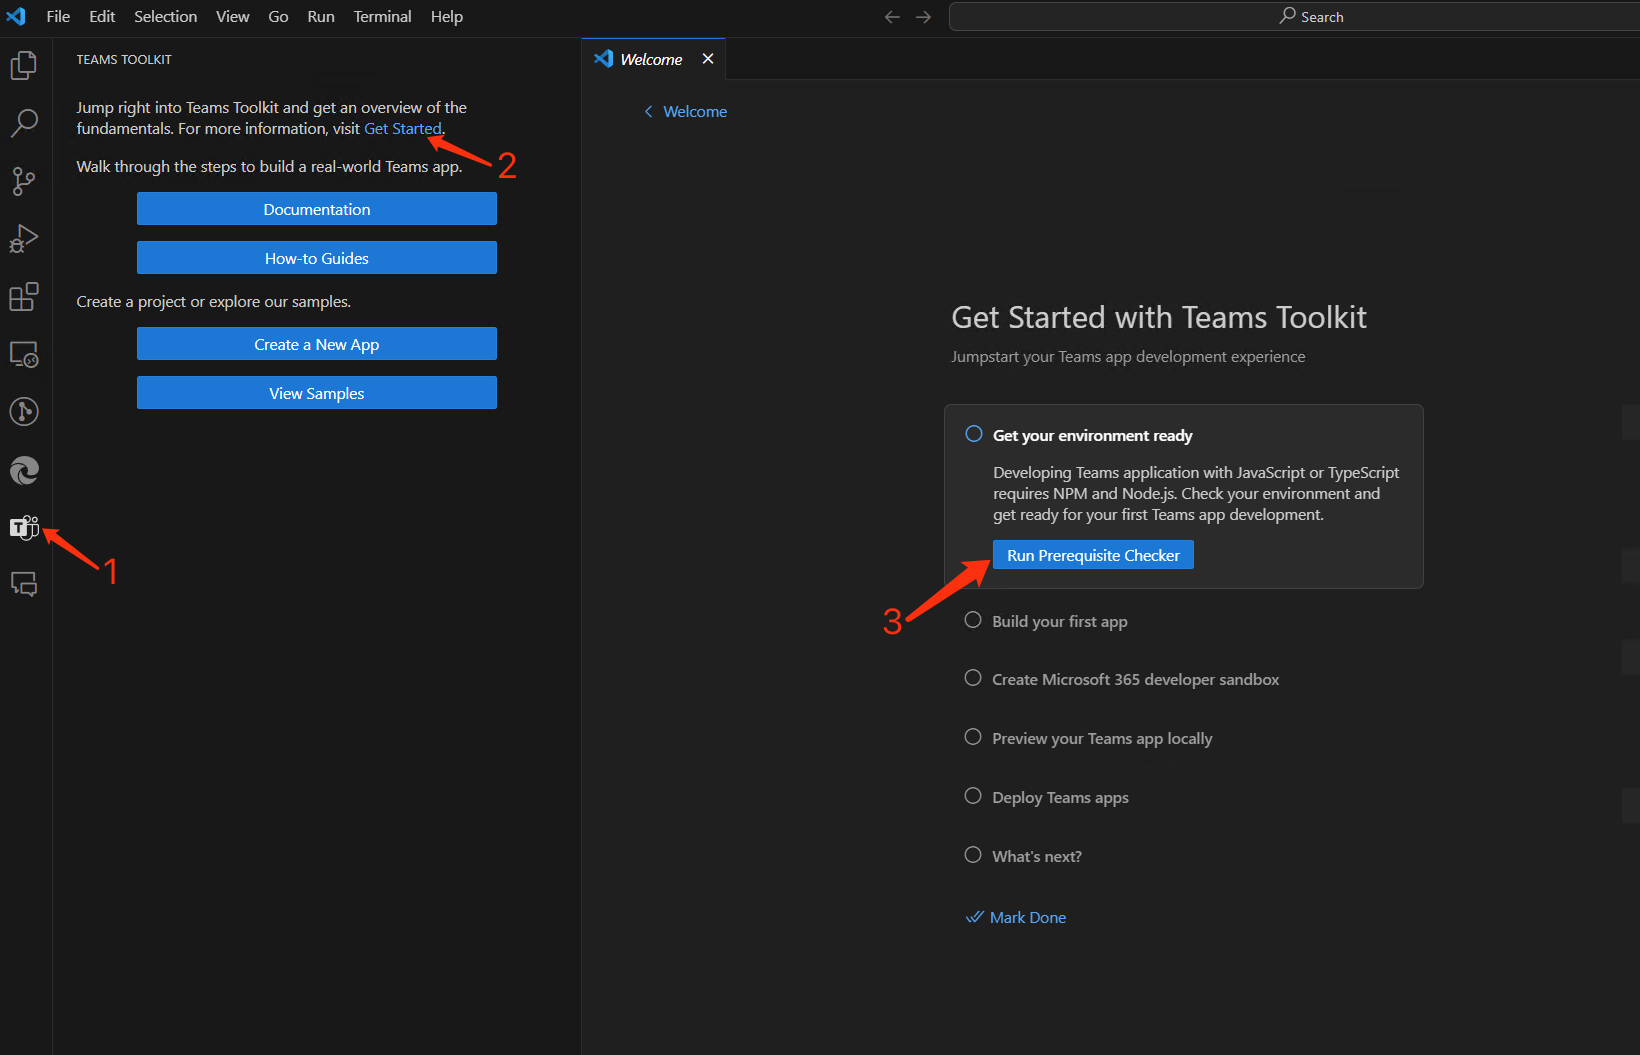 File Edit Selection View Go Run Terminal Help
Search
TEAMS TOOLKIT
Jump right into Teams Toolkit and get an overview of the
fundamentals. For more information, visit Get Started.
2
Walk through the steps to build a real-world Teams app.
Documentation
How-to Guides
Create a project or explore our samples.
Create a New App
View Samples
T
1
Welcome
Welcome
Get Started with Teams Toolkit
Jumpstart your Teams app development experience
Get your environment ready
Developing Teams application with JavaScript or TypeScript
requires NPM and Node.js. Check your environment and
get ready for your first Teams app development.
Run Prerequisite Checker
3
Build your first app
Create Microsoft 365 developer sandbox
Preview your Teams app locally
Deploy Teams apps
What's next?
Mark Done